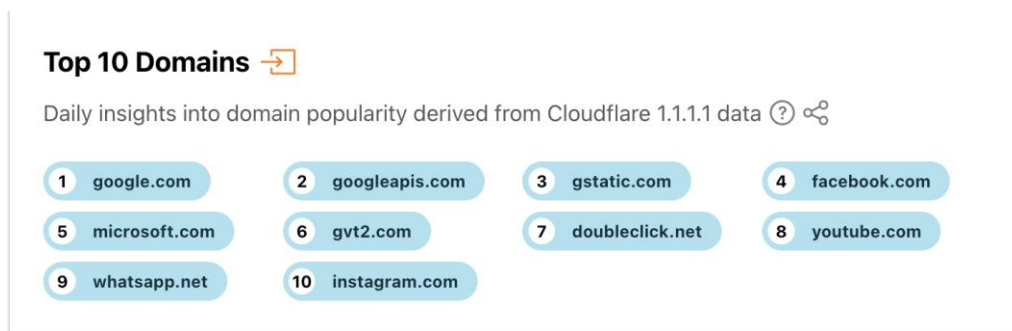 Top 10 Domains
Daily insights into domain popularity derived from Cloudflare 1.1.1.1 data ?
1 google.com 2 googleapis.com 3 gstatic.com 4 facebook.com
5 microsoft.com 6 gvt2.com 7 doubleclick.net 8 youtube.com
9 whatsapp.net 10 instagram.com